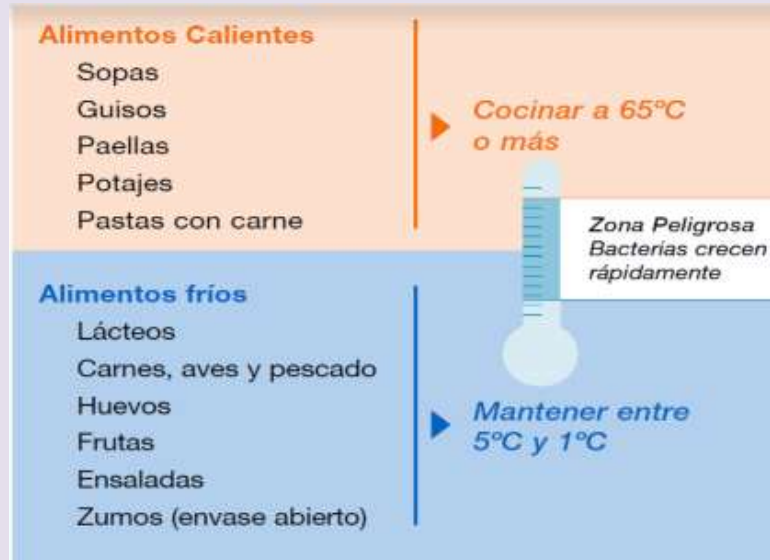 Alimentos Calientes
Sopas
Guisos
Paellas
Potajes
Pastas con carne
Cocinar a 65ºC
o más
Zona Peligrosa
Bacterías crecen
rápidamente
Alimentos fríos
Lácteos
Carnes, aves y pescado
Huevos
Frutas
Ensaladas
Zumos (envase abierto)
Mantener entre
5ºC y 1ºC